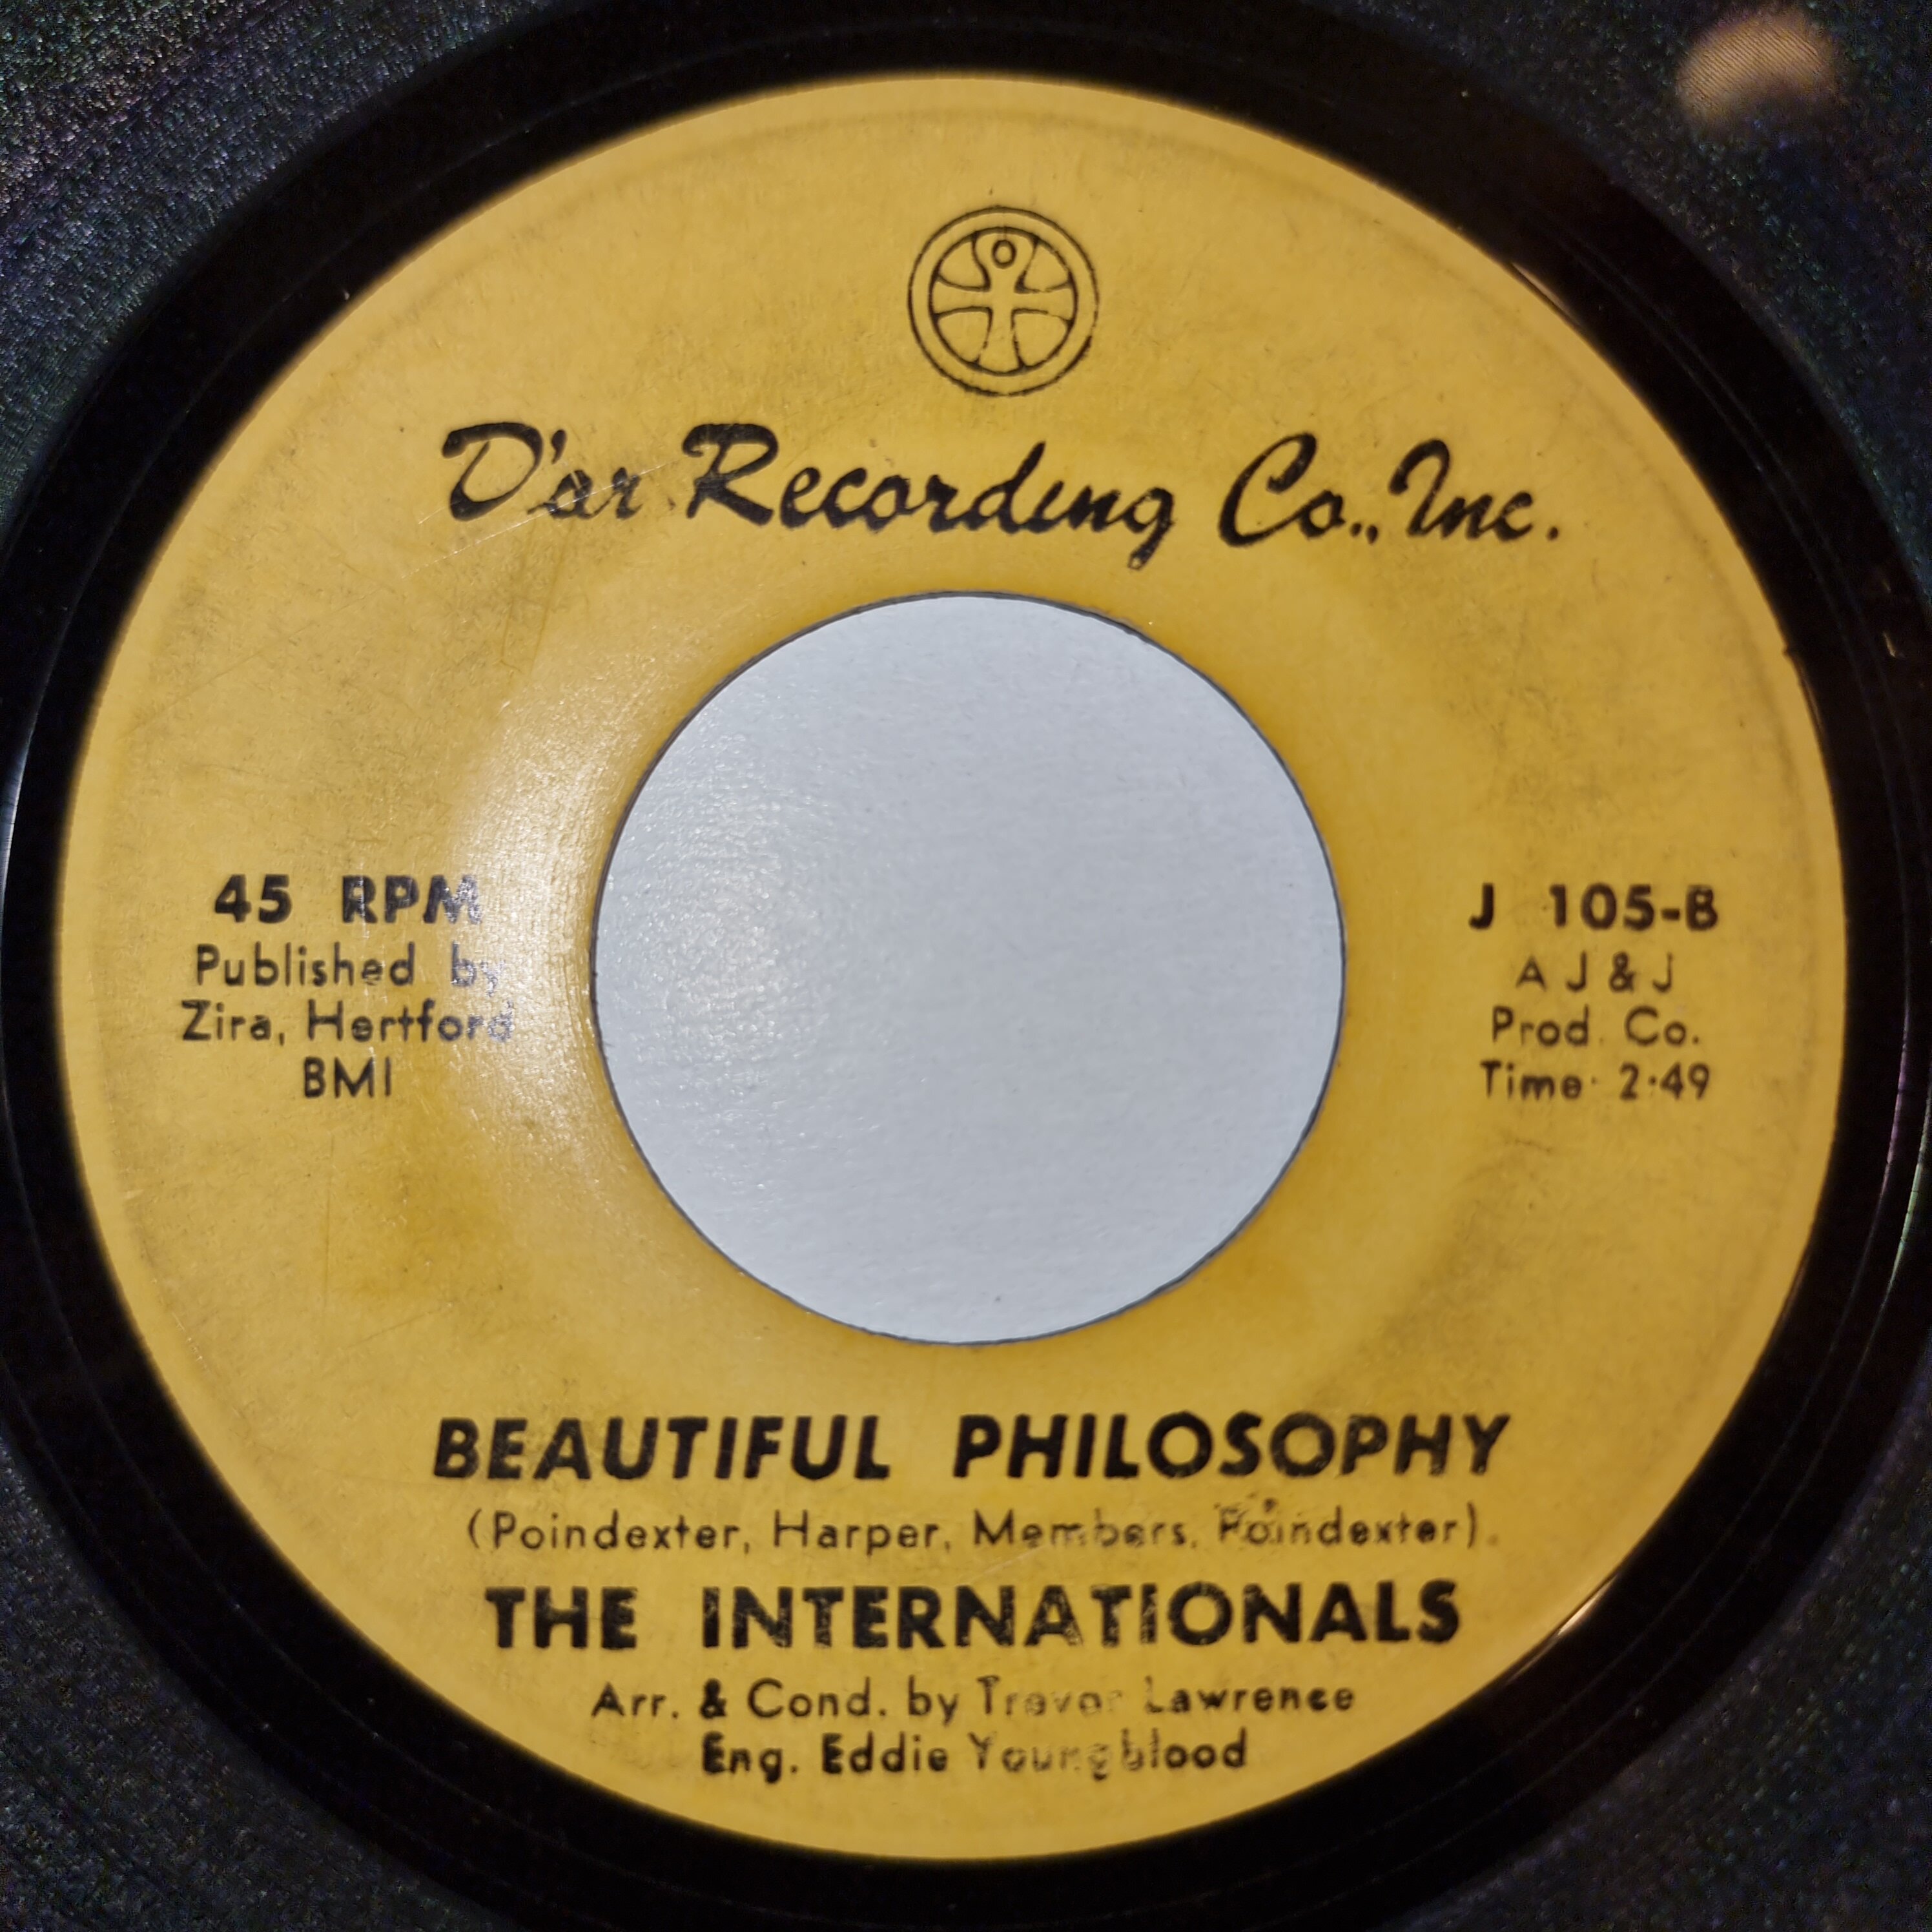 D'ar Recording Co., Inc.
45 RPM
Published by
Zira, Hertford
BMI
J 105-B
A J & J
Prod. Co.
Time: 2:49
BEAUTIFUL PHILOSOPHY
(Poindexter, Harper, Members, Poindexter)
THE INTERNATIONALS
Arr. & Cond. by Trevor Lawrence
Eng. Eddie Youngblood